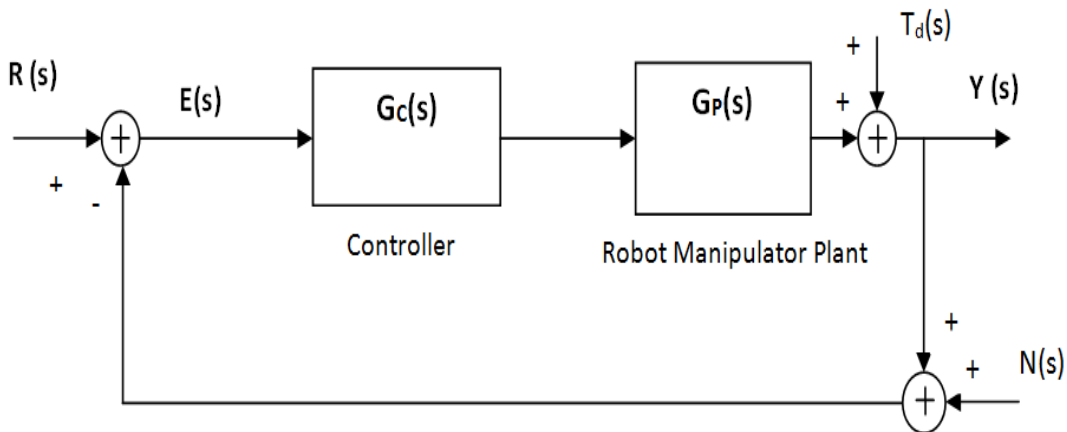 R (s)
+
-
E(s)
Gc(s)
Controller
GP(s)
Robot Manipulator Plant
+
+
Td(s)
Y (s)
+
+
N(s)
+
+